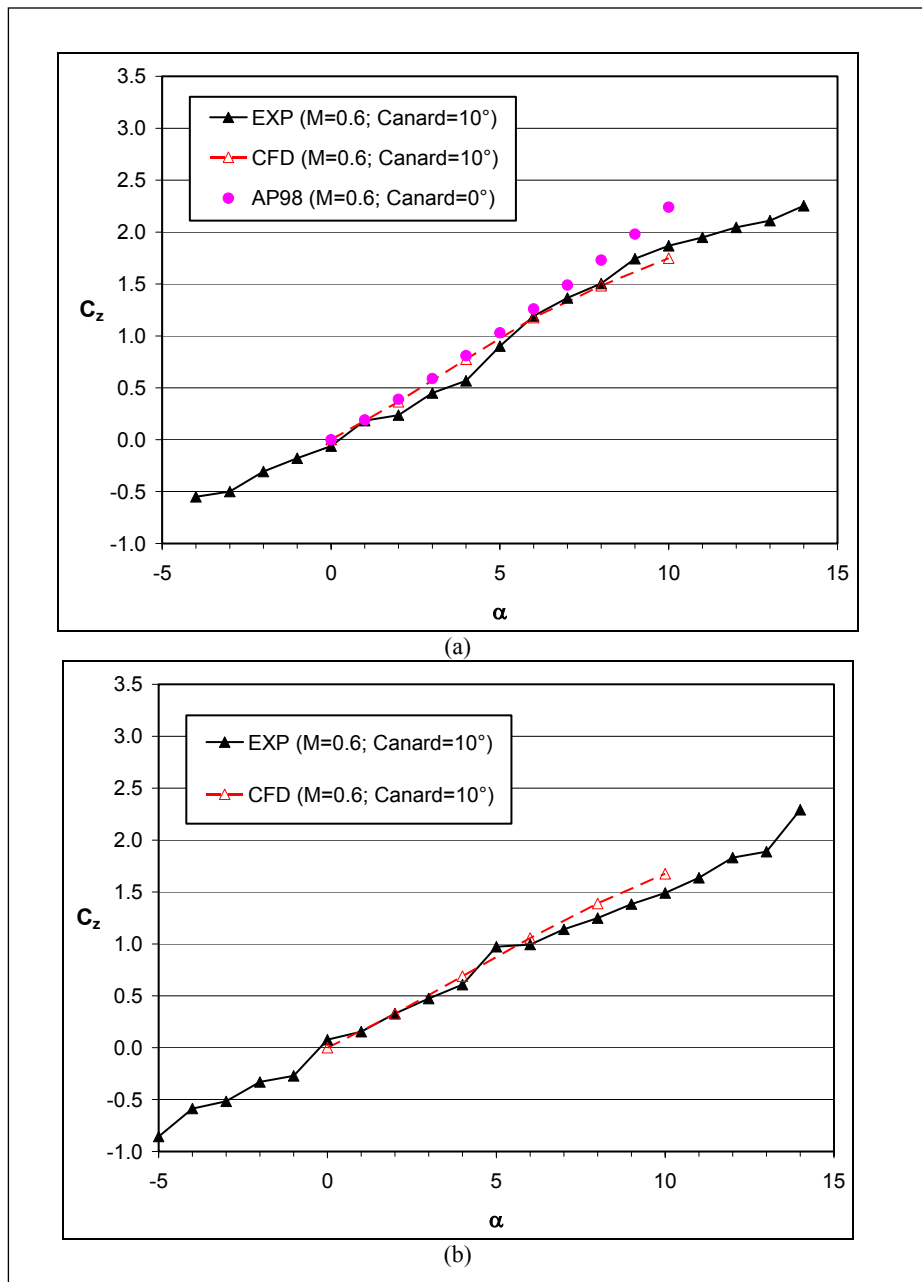 3.5
3.0
2.5
2.0
1.5
1.0
0.5
0.0
-0.5
-1.0
Cz
EXP (M=0.6; Canard=10°)
CFD (M=0.6; Canard=10°)
AP98 (M=0.6; Canard=0°)
-5 0 5 10 15
α
(a)
3.5
3.0
2.5
2.0
1.5
1.0
0.5
0.0
-0.5
-1.0
Cz
EXP (M=0.6; Canard=10°)
CFD (M=0.6; Canard=10°)
-5 0 5 10 15
α
(b)